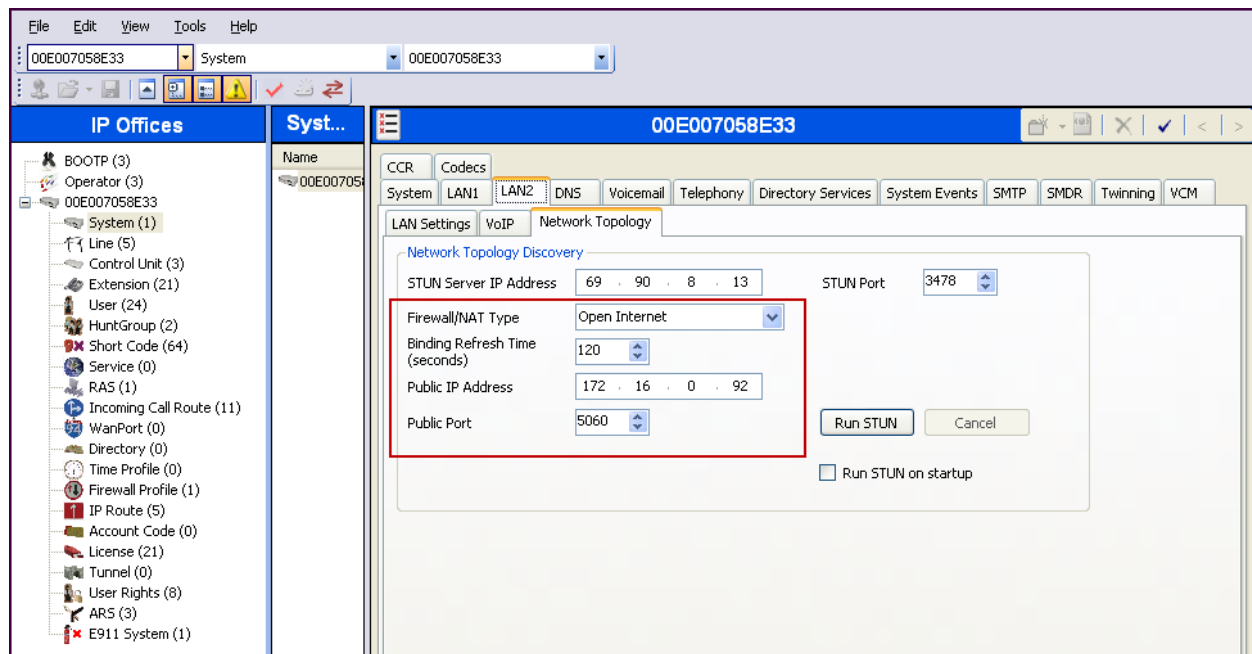 File Edit View Tools Help
00E007058E33 System 00E007058E33
IP Offices
BOOTP (3)
Operator (3)
00E007058E33
System (1)
Line (5)
Control Unit (3)
Extension (21)
User (24)
HuntGroup (2)
Short Code (64)
Service (0)
RAS (1)
Incoming Call Route (11)
WanPort (0)
Directory (0)
Time Profile (0)
Firewall Profile (1)
IP Route (5)
Account Code (0)
License (21)
Tunnel (0)
User Rights (8)
ARS (3)
E911 System (1)
Syst...
Name
00E00705
00E007058E33
CCR Codecs
System LAN1 LAN2 DNS Voicemail Telephony Directory Services System Events SMTP SMDR Twinning VCM
LAN Settings VoIP Network Topology
Network Topology Discovery
STUN Server IP Address 69 . 90 . 8 . 13 STUN Port 3478
Firewall/NAT Type Open Internet
Binding Refresh Time
(seconds) 120
Public IP Address 172 . 16 . 0 . 92
Public Port 5060 Run STUN Cancel
Run STUN on startup